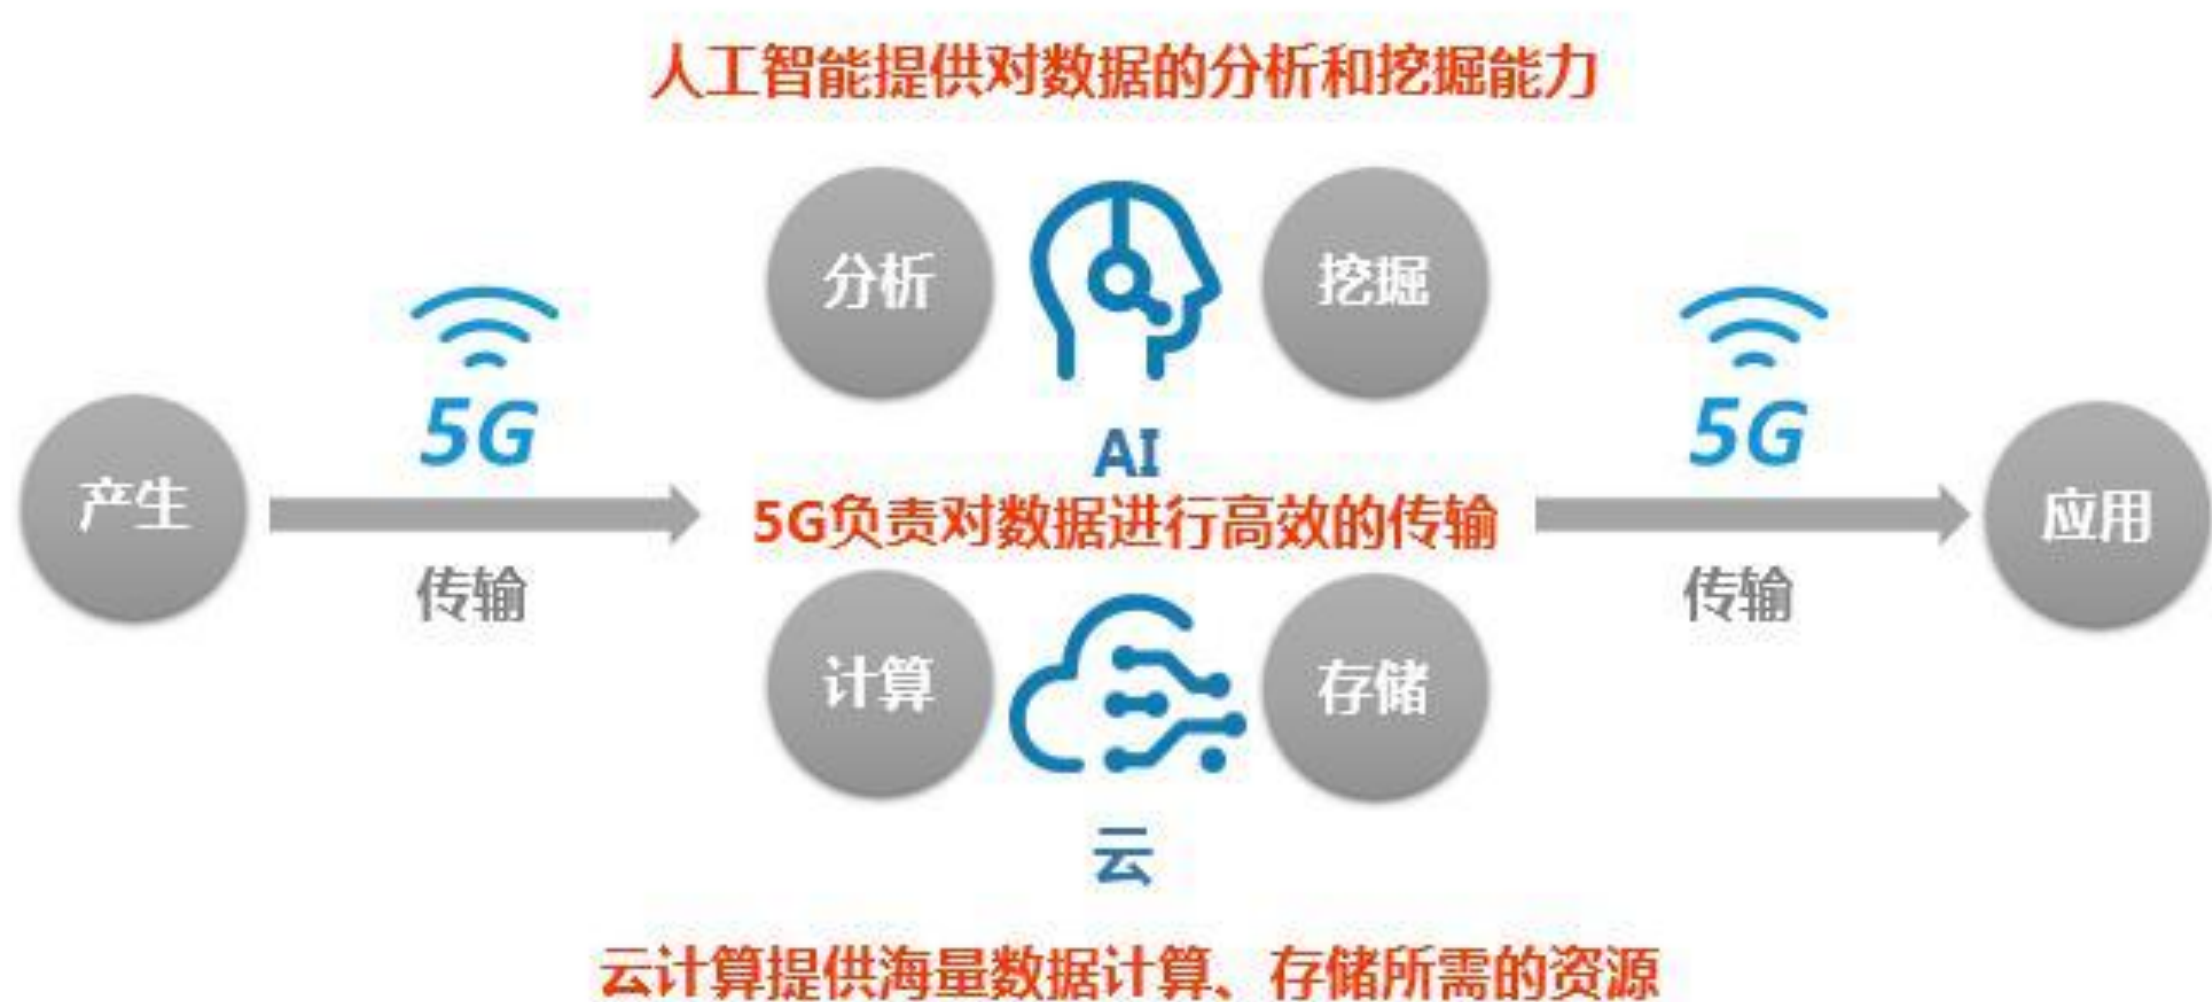 人工智能提供对数据的分析和挖掘能力
分析
挖掘
5G
5G
AI
产生
5G负责对数据进行高效的传输
应用
传输
传输
计算
存储
云
云计算提供海量数据计算、存储所需的资源